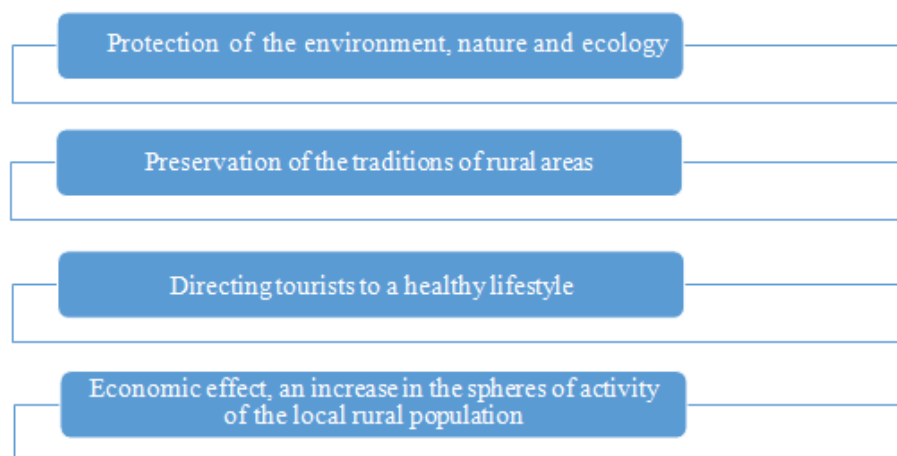 Protection of the environment, nature and ecology
Preservation of the traditions of rural areas
Directing tourists to a healthy lifestyle
Economic effect, an increase in the spheres of activity
of the local rural population